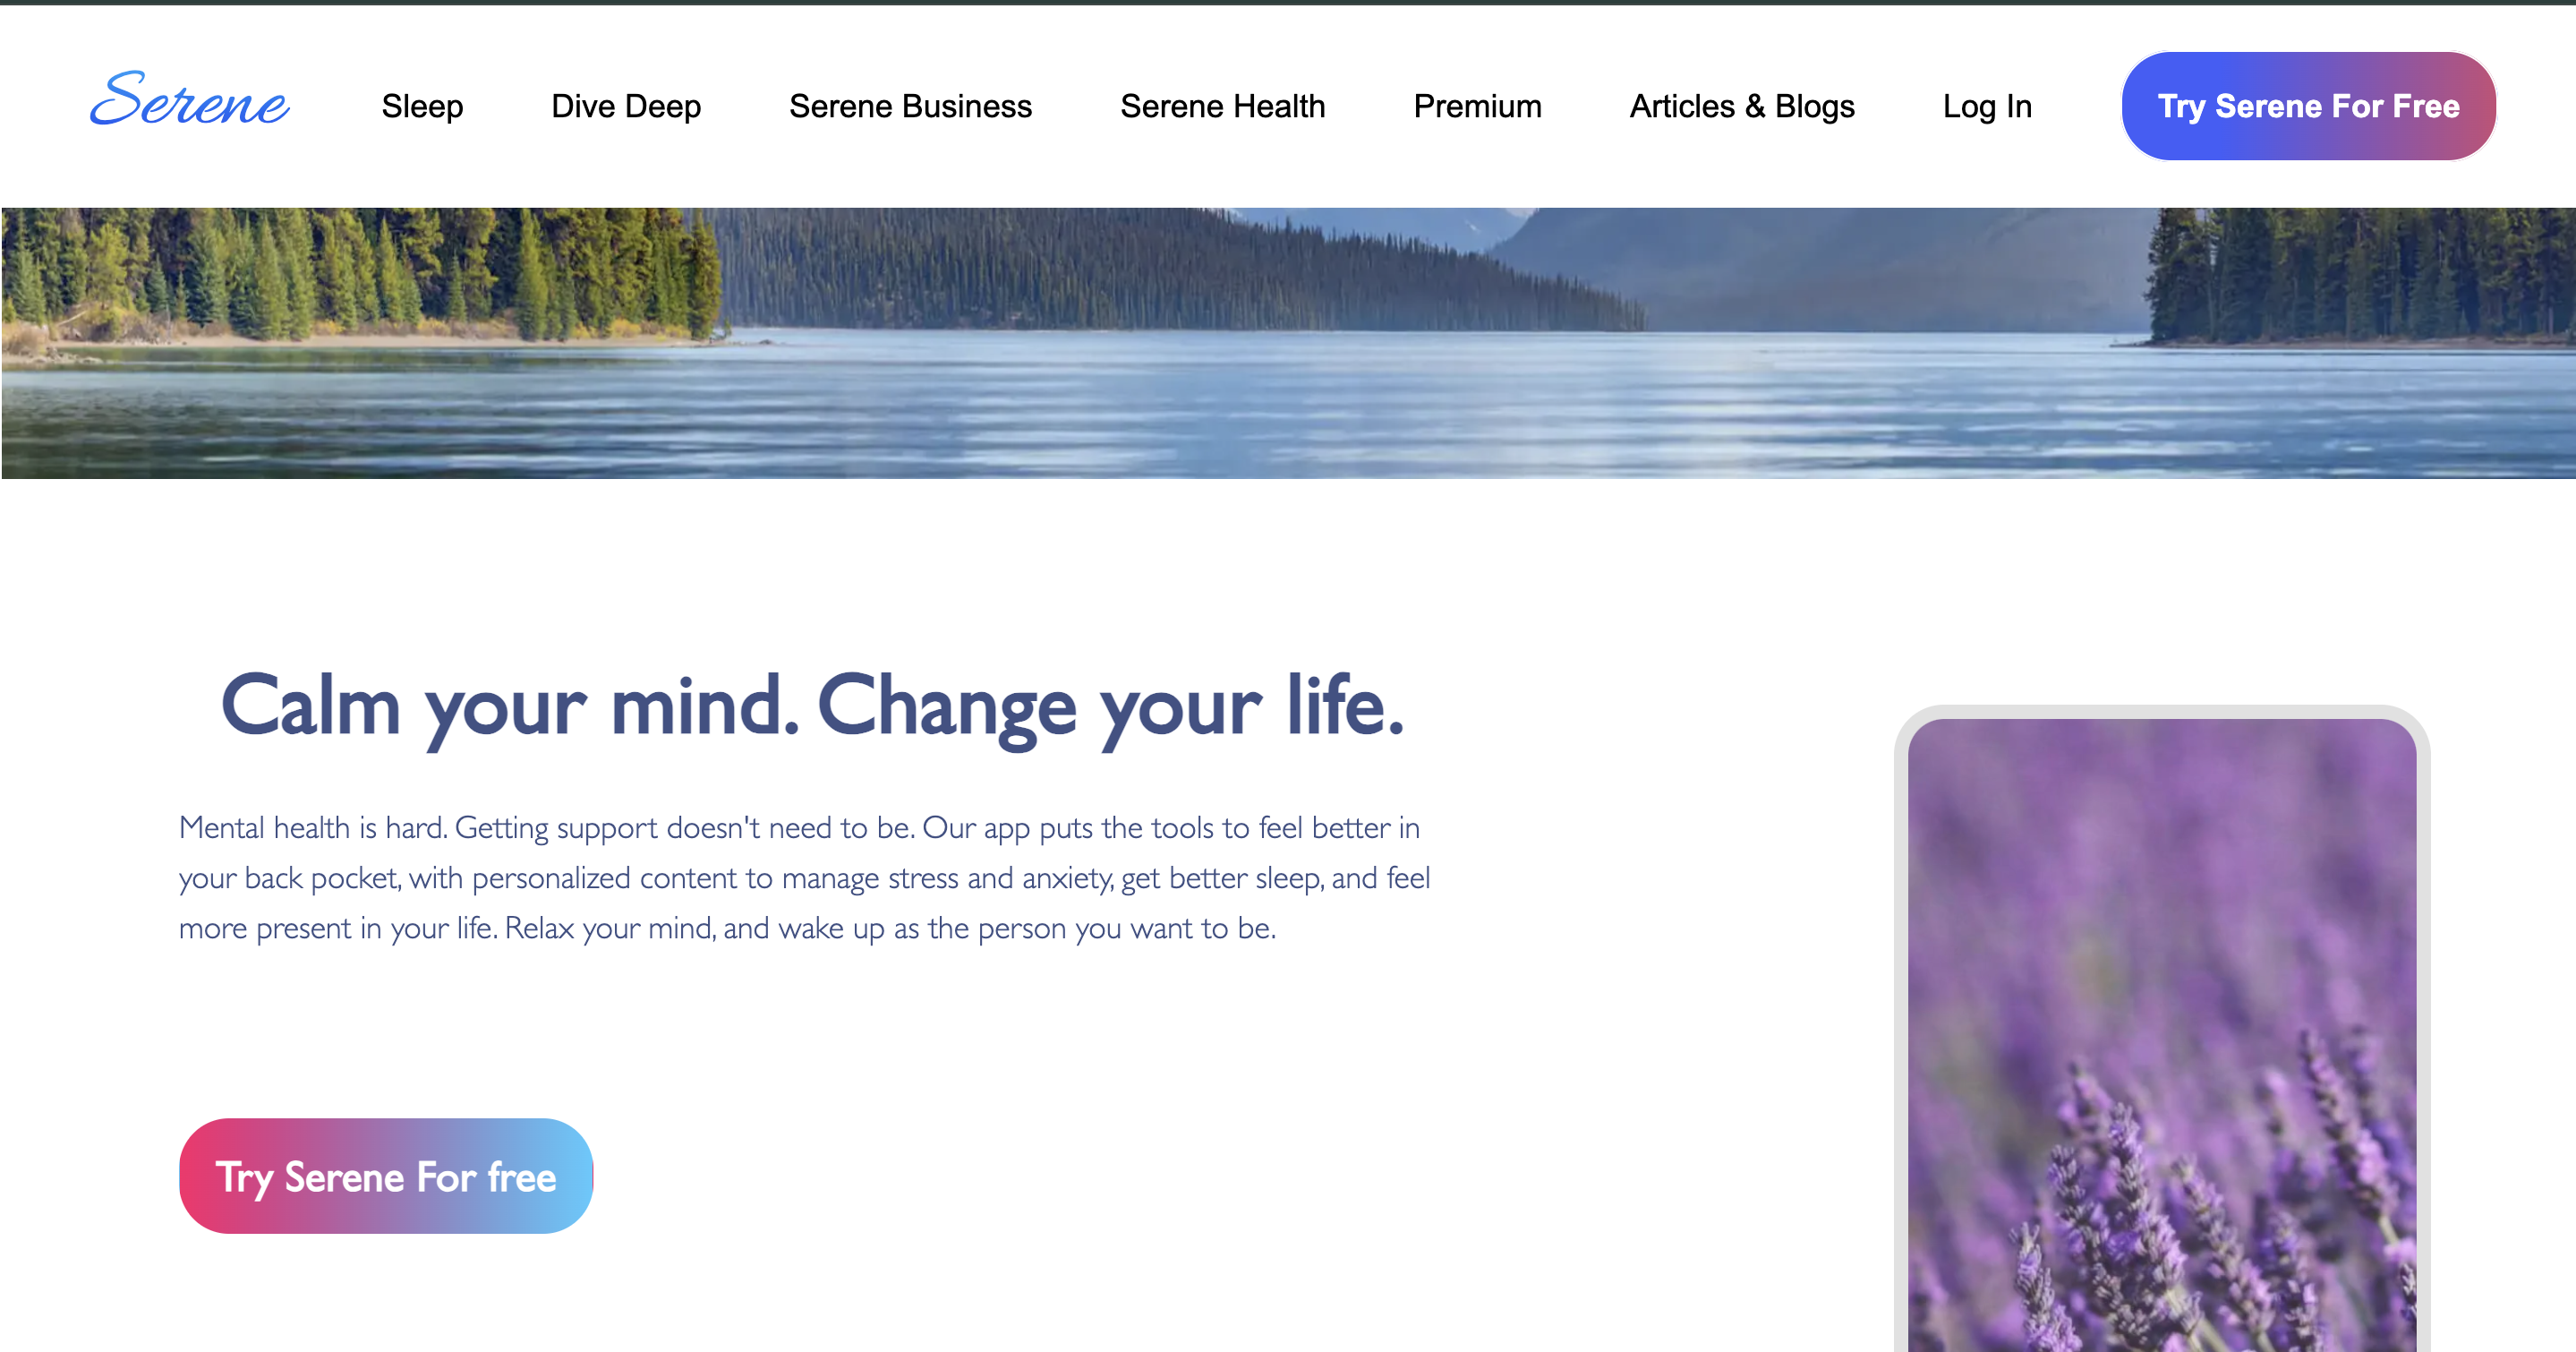 Serene Sleep Dive Deep Serene Business Serene Health Premium Articles & Blogs Log In Try Serene For Free
Calm your mind. Change your life.
Mental health is hard. Getting support doesn't need to be. Our app puts the tools to feel better in
your back pocket, with personalized content to manage stress and anxiety, get better sleep, and feel
more present in your life. Relax your mind, and wake up as the person you want to be.
Try Serene For free